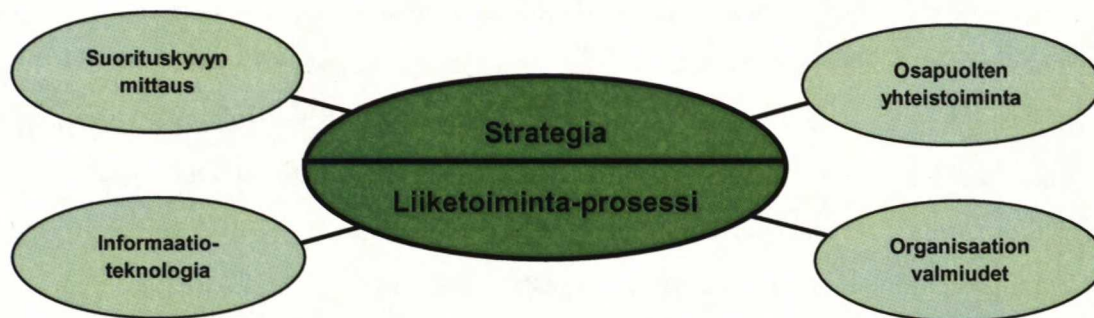 Suorituskyvyn
mittaus
Osapuolten
yhteistoiminta
Strategia
Liiketoiminta-prosessi
Informaatio-
teknologia
Organisaation
valmiudet